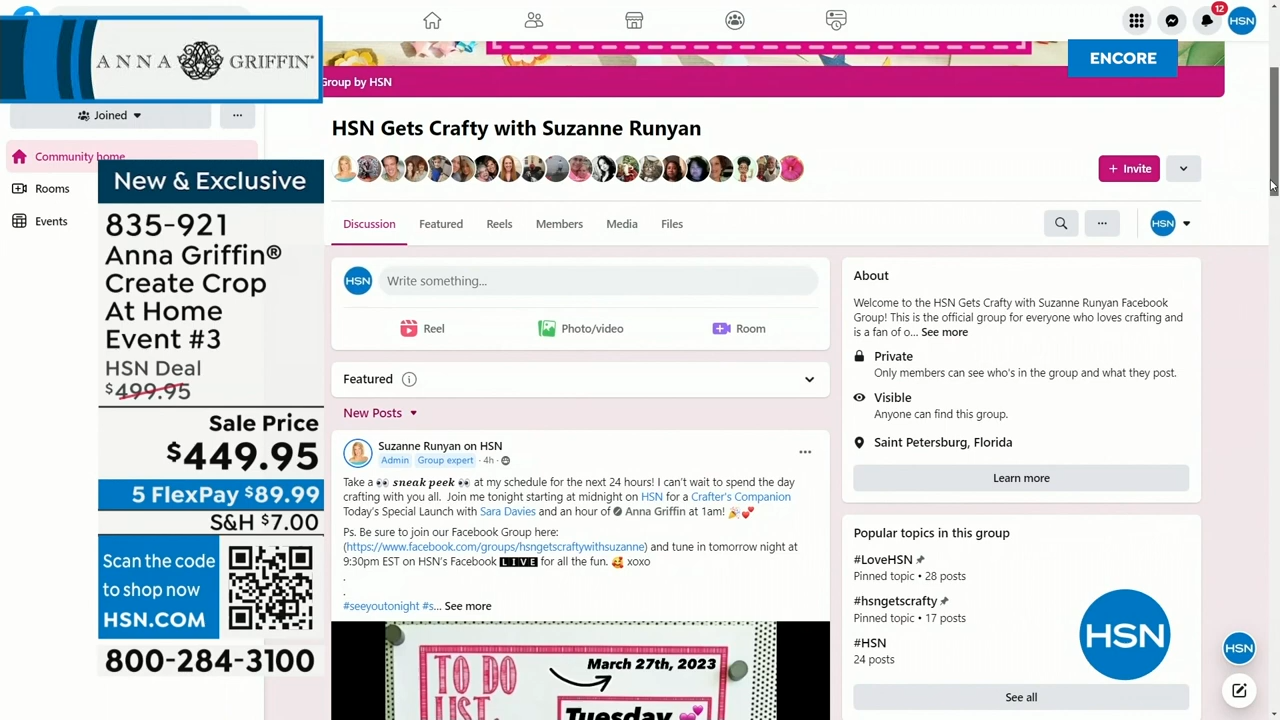 12
HSN
ANNA GRIFFIN®
ENCORE
Group by HSN
Joined
...
HSN Gets Crafty with Suzanne Runyan
Community home
Rooms
Events
+ Invite
Discussion
Featured
Reels
Members
Media
Files
...
HSN
New & Exclusive
835-921
Anna Griffin®
Create Crop
At Home
Event #3
HSN Deal
$499.95
Sale Price
$449.95
5 FlexPay $89.99
S&H $7.00
Scan the code
to shop now
HSN.COM
800-284-3100
HSN
Write something...
Reel
Photo/video
Room
Featured
New Posts
Suzanne Runyan on HSN
Admin Group expert · 4h ·
Take a 👀 sneak peek 👀 at my schedule for the next 24 hours! I can't wait to spend the day
crafting with you all. Join me tonight starting at midnight on HSN for a Crafter's Companion
Today's Special Launch with Sara Davies and an hour of Anna Griffin at 1am! 🎉💕
Ps. Be sure to join our Facebook Group here:
(https://www.facebook.com/groups/hsngetscraftywithsuzanne) and tune in tomorrow night at
9:30pm EST on HSN's Facebook LIVE for all the fun. 🥰 xoxo
.
.
#seeyoutonight #s... See more
TO DO
LIST
March 27th, 2023
Tuesday 💕
About
Welcome to the HSN Gets Crafty with Suzanne Runyan Facebook
Group! This is the official group for everyone who loves crafting and
is a fan of o... See more
Private
Only members can see who's in the group and what they post.
Visible
Anyone can find this group.
Saint Petersburg, Florida
Learn more
Popular topics in this group
#LoveHSN
Pinned topic • 28 posts
#hsngetscrafty
Pinned topic • 17 posts
#HSN
24 posts
See all
HSN
HSN